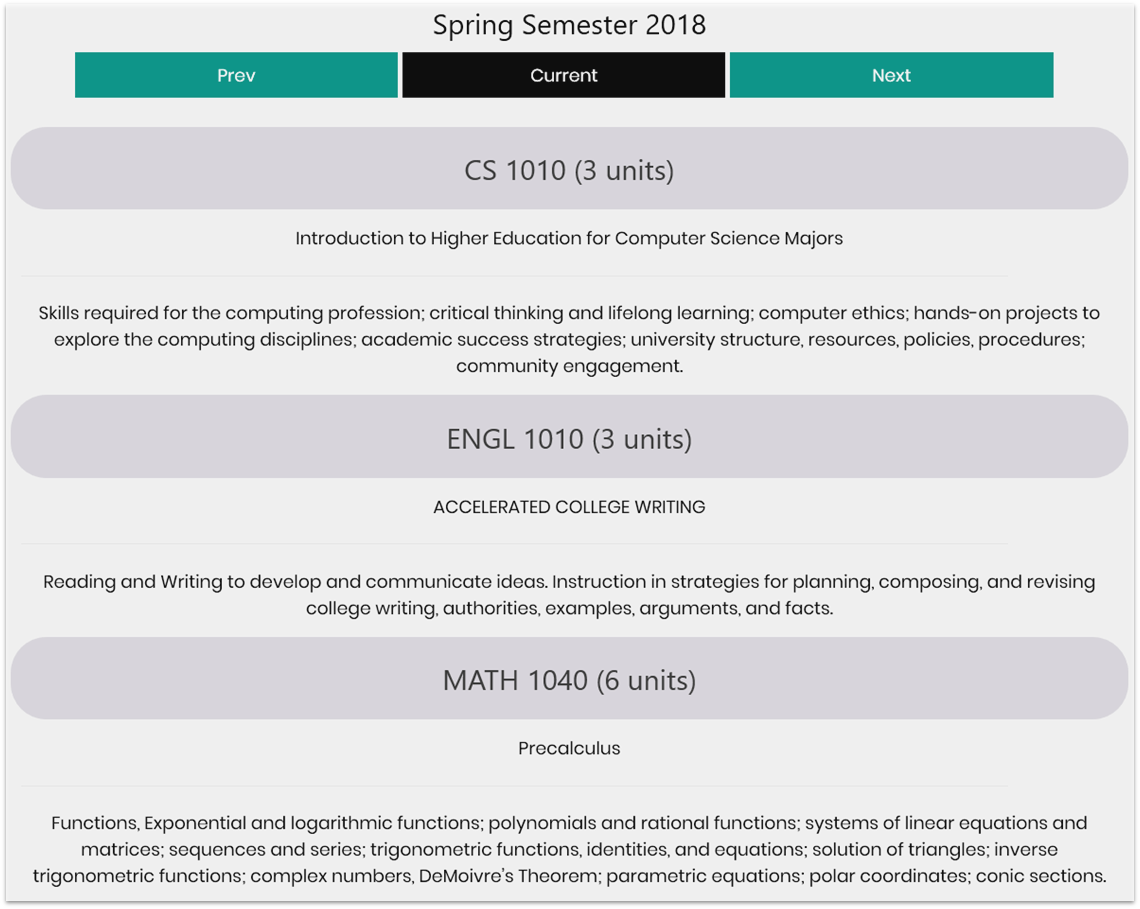 Spring Semester 2018
Prev Current Next
CS 1010 (3 units)
Introduction to Higher Education for Computer Science Majors
Skills required for the computing profession; critical thinking and lifelong learning; computer ethics; hands-on projects to
explore the computing disciplines; academic success strategies; university structure, resources, policies, procedures;
community engagement.
ENGL 1010 (3 units)
ACCELERATED COLLEGE WRITING
Reading and Writing to develop and communicate ideas. Instruction in strategies for planning, composing, and revising
college writing, authorities, examples, arguments, and facts.
MATH 1040 (6 units)
Precalculus
Functions, Exponential and logarithmic functions; polynomials and rational functions; systems of linear equations and
matrices; sequences and series; trigonometric functions, identities, and equations; solution of triangles; inverse
trigonometric functions; complex numbers, DeMoivre's Theorem; parametric equations; polar coordinates; conic sections.